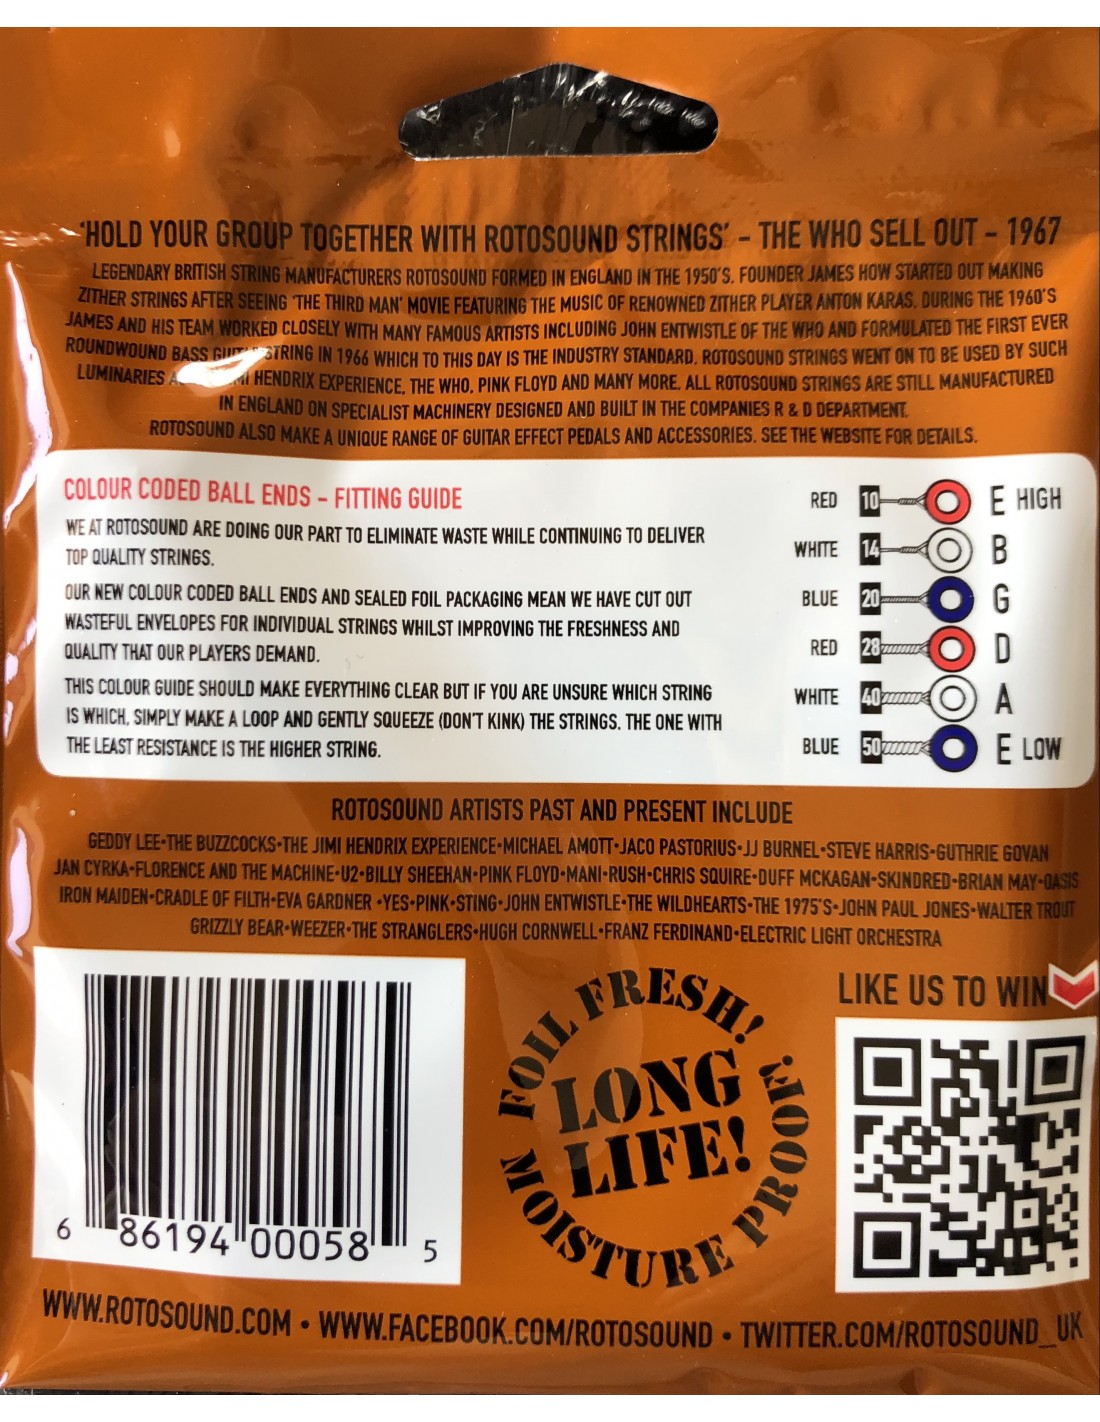 'HOLD YOUR GROUP TOGETHER WITH ROTOSOUND STRINGS' – THE WHO SELL OUT – 1967
LEGENDARY BRITISH STRING MANUFACTURERS ROTOSOUND FORMED IN ENGLAND IN THE 1950'S. FOUNDER JAMES HOW STARTED OUT MAKING
ZITHER STRINGS AFTER SEEING 'THE THIRD MAN' MOVIE FEATURING THE MUSIC OF RENOWNED ZITHER PLAYER ANTON KARAS. DURING THE 1960'S
JAMES AND HIS TEAM WORKED CLOSELY WITH MANY FAMOUS ARTISTS INCLUDING JOHN ENTWISTLE OF THE WHO AND FORMULATED THE FIRST EVER
ROUNDWOUND BASS STRING IN 1966 WHICH TO THIS DAY IS THE INDUSTRY STANDARD. ROTOSOUND STRINGS WENT ON TO BE USED BY SUCH
LUMINARIES HENDRIX EXPERIENCE, THE WHO, PINK FLOYD AND MANY MORE. ALL ROTOSOUND STRINGS ARE STILL MANUFACTURED
IN ENGLAND ON SPECIALIST MACHINERY DESIGNED AND BUILT IN THE COMPANIES R & D DEPARTMENT.
ROTOSOUND ALSO MAKE A UNIQUE RANGE OF GUITAR EFFECT PEDALS AND ACCESSORIES. SEE THE WEBSITE FOR DETAILS.
COLOUR CODED BALL ENDS – FITTING GUIDE
WE AT ROTOSOUND ARE DOING OUR PART TO ELIMINATE WASTE WHILE CONTINUING TO DELIVER
TOP QUALITY STRINGS.
OUR NEW COLOUR CODED BALL ENDS AND SEALED FOIL PACKAGING MEAN WE HAVE CUT OUT
WASTEFUL ENVELOPES FOR INDIVIDUAL STRINGS WHILST IMPROVING THE FRESHNESS AND
QUALITY THAT OUR PLAYERS DEMAND.
THIS COLOUR GUIDE SHOULD MAKE EVERYTHING CLEAR BUT IF YOU ARE UNSURE WHICH STRING
IS WHICH, SIMPLY MAKE A LOOP AND GENTLY SQUEEZE (DON'T KINK) THE STRINGS. THE ONE WITH
THE LEAST RESISTANCE IS THE HIGHER STRING.
RED 10 E HIGH
WHITE 14 B
BLUE 20 G
RED 28 D
WHITE 40 A
BLUE 50 E LOW
ROTOSOUND ARTISTS PAST AND PRESENT INCLUDE
GEDDY LEE•THE BUZZCOCKS•THE JIMI HENDRIX EXPERIENCE•MICHAEL AMOTT•JACO PASTORIUS•JJ BURNEL•STEVE HARRIS•GUTHRIE GOVAN
JAN CYRKA•FLORENCE AND THE MACHINE•U2•BILLY SHEEHAN•PINK FLOYD•MANI•RUSH•CHRIS SQUIRE•DUFF MCKAGAN•SKINDRED•BRIAN MAY•OASIS
IRON MAIDEN•CRADLE OF FILTH•EVA GARDNER •YES•PINK•STING•JOHN ENTWISTLE•THE WILDHEARTS•THE 1975'S•JOHN PAUL JONES•WALTER TROUT
GRIZZLY BEAR•WEEZER•THE STRANGLERS•HUGH CORNWELL•FRANZ FERDINAND•ELECTRIC LIGHT ORCHESTRA
6 86194 00058 5
FOIL FRESH!
LONG
LIFE!
MOISTURE PROOF!
LIKE US TO WIN
WWW.ROTOSOUND.COM • WWW.FACEBOOK.COM/ROTOSOUND • TWITTER.COM/ROTOSOUND_UK